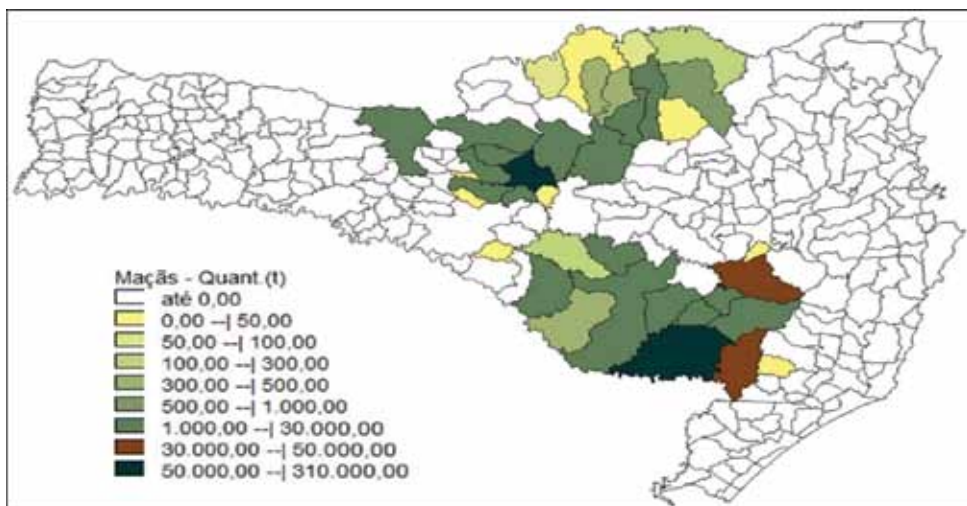 Maçãs - Quant.(t)
até 0,00
0,00 --| 50,00
50,00 --| 100,00
100,00 --| 300,00
300,00 --| 500,00
500,00 --| 1.000,00
1.000,00 --| 30.000,00
30.000,00 --| 50.000,00
50.000,00 --| 310.000,00